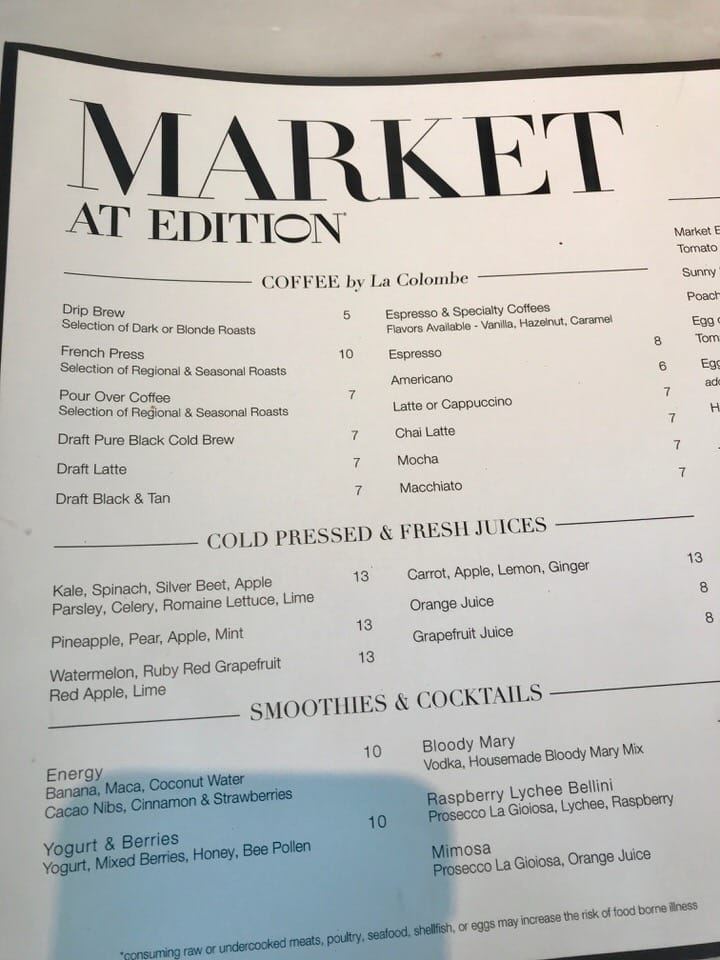 MARKET
AT EDITION
COFFEE by La Colombe
Drip Brew 5
Selection of Dark or Blonde Roasts
French Press 10
Selection of Regional & Seasonal Roasts
Pour Over Coffee 7
Selection of Regional & Seasonal Roasts
Draft Pure Black Cold Brew 7
Draft Latte 7
Draft Black & Tan 7
Espresso & Specialty Coffees
Flavors Available - Vanilla, Hazelnut, Caramel
Espresso 8
Americano 6
Latte or Cappuccino 7
Chai Latte 7
Mocha 7
Macchiato 7
COLD PRESSED & FRESH JUICES
Kale, Spinach, Silver Beet, Apple 13
Parsley, Celery, Romaine Lettuce, Lime
Pineapple, Pear, Apple, Mint 13
Watermelon, Ruby Red Grapefruit 13
Red Apple, Lime
Carrot, Apple, Lemon, Ginger 13
Orange Juice 8
Grapefruit Juice 8
SMOOTHIES & COCKTAILS
Energy 10
Banana, Maca, Coconut Water
Cacao Nibs, Cinnamon & Strawberries
Yogurt & Berries 10
Yogurt, Mixed Berries, Honey, Bee Pollen
Bloody Mary
Vodka, Housemade Bloody Mary Mix
Raspberry Lychee Bellini
Prosecco La Gioiosa, Lychee, Raspberry
Mimosa
Prosecco La Gioiosa, Orange Juice
*consuming raw or undercooked meats, poultry, seafood, shellfish, or eggs may increase the risk of food borne illness
Market
Tomato
Sunny
Poach
Egg
Tom
Egg